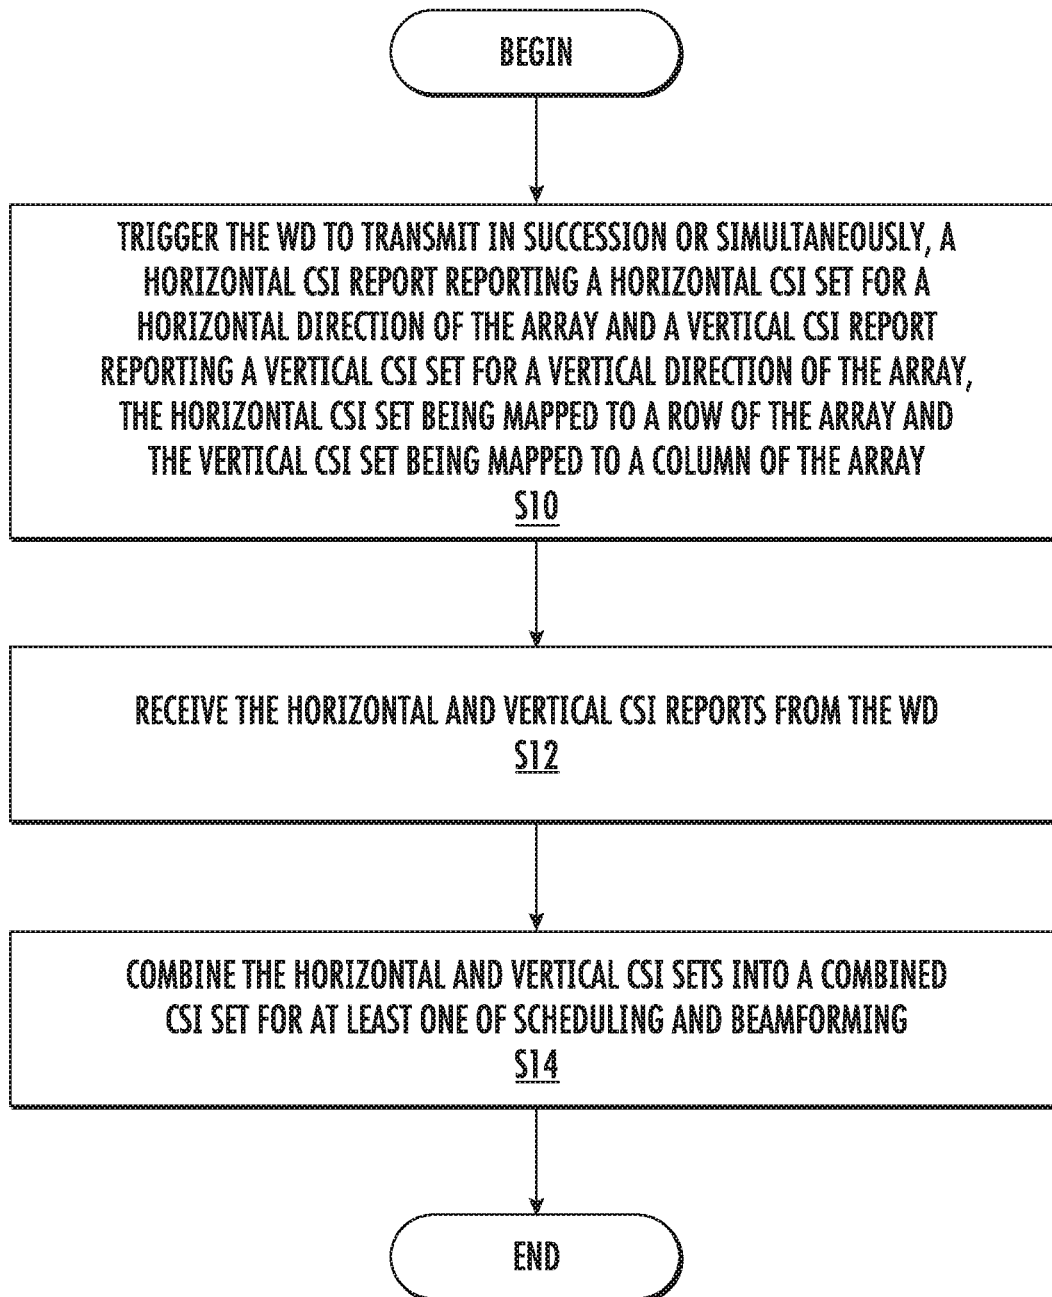 BEGIN
TRIGGER THE WD TO TRANSMIT IN SUCCESSION OR SIMULTANEOUSLY, A
HORIZONTAL CSI REPORT REPORTING A HORIZONTAL CSI SET FOR A
HORIZONTAL DIRECTION OF THE ARRAY AND A VERTICAL CSI REPORT
REPORTING A VERTICAL CSI SET FOR A VERTICAL DIRECTION OF THE ARRAY,
THE HORIZONTAL CSI SET BEING MAPPED TO A ROW OF THE ARRAY AND
THE VERTICAL CSI SET BEING MAPPED TO A COLUMN OF THE ARRAY
S10
RECEIVE THE HORIZONTAL AND VERTICAL CSI REPORTS FROM THE WD
S12
COMBINE THE HORIZONTAL AND VERTICAL CSI SETS INTO A COMBINED
CSI SET FOR AT LEAST ONE OF SCHEDULING AND BEAMFORMING
S14
END